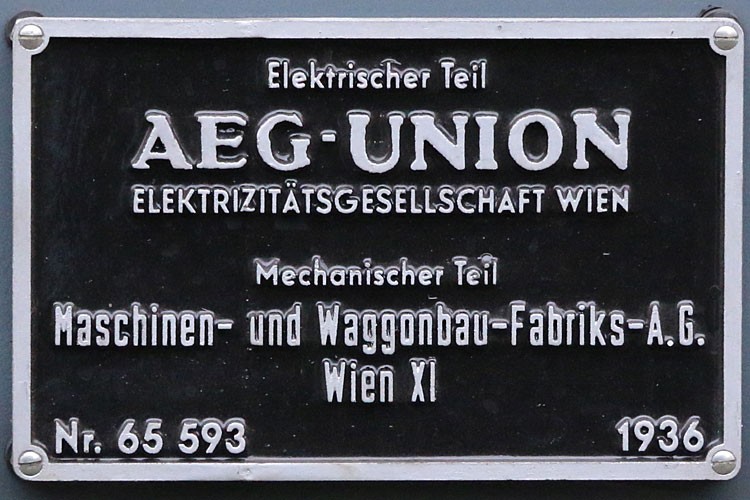 Elektrischer Teil
AEG-UNION
ELEKTRIZITÄTSGESELLSCHAFT WIEN
Mechanischer Teil
Maschinen- und Waggonbau-Fabriks-A.G.
Wien XI
Nr. 65 593 1936